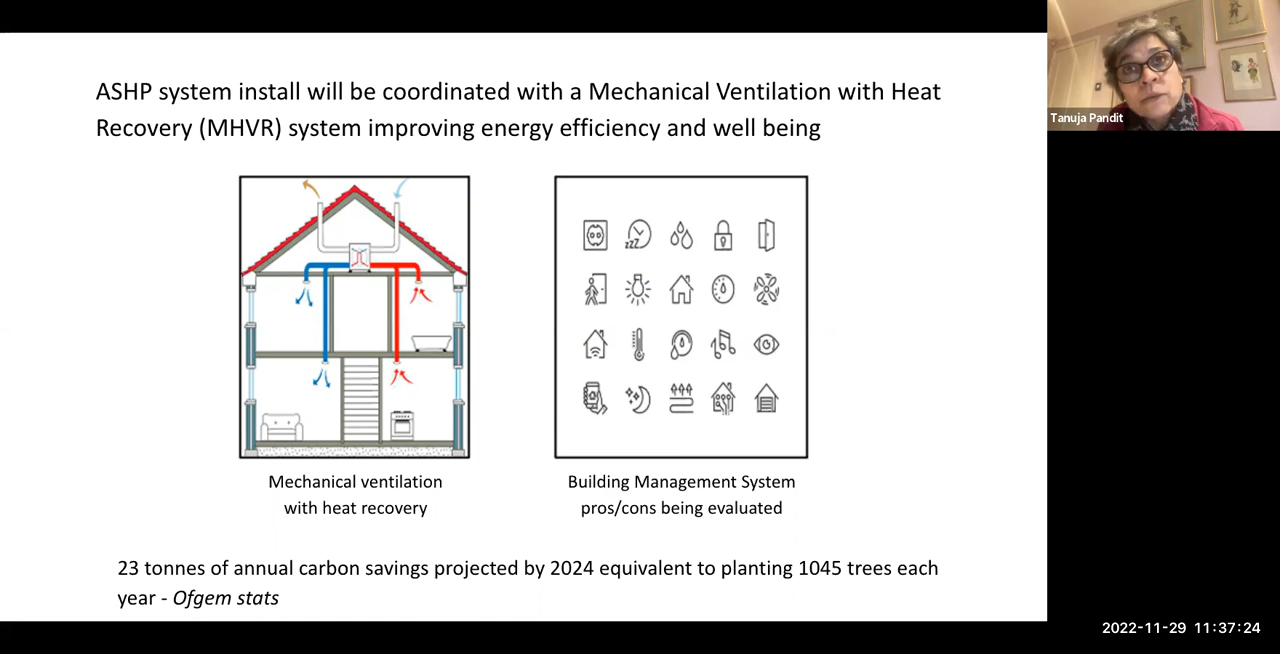 ASHP system install will be coordinated with a Mechanical Ventilation with Heat
Recovery (MHVR) system improving energy efficiency and well being
Tanuja Pandit
zzZ
Mechanical ventilation
with heat recovery
Building Management System
pros/cons being evaluated
23 tonnes of annual carbon savings projected by 2024 equivalent to planting 1045 trees each
year - Ofgem stats
2022-11-29 11:37:24